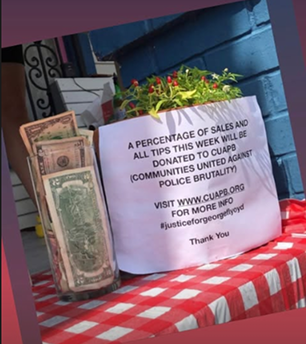 A PERCENTAGE OF SALES AND
ALL TIPS THIS WEEK WILL BE
DONATED TO CUAPB
(COMMUNITIES UNITED AGAINST
POLICE BRUTALITY)
VISIT WWW.CUAPB.ORG
FOR MORE INFO
#justiceforgeorgefloyd
Thank You